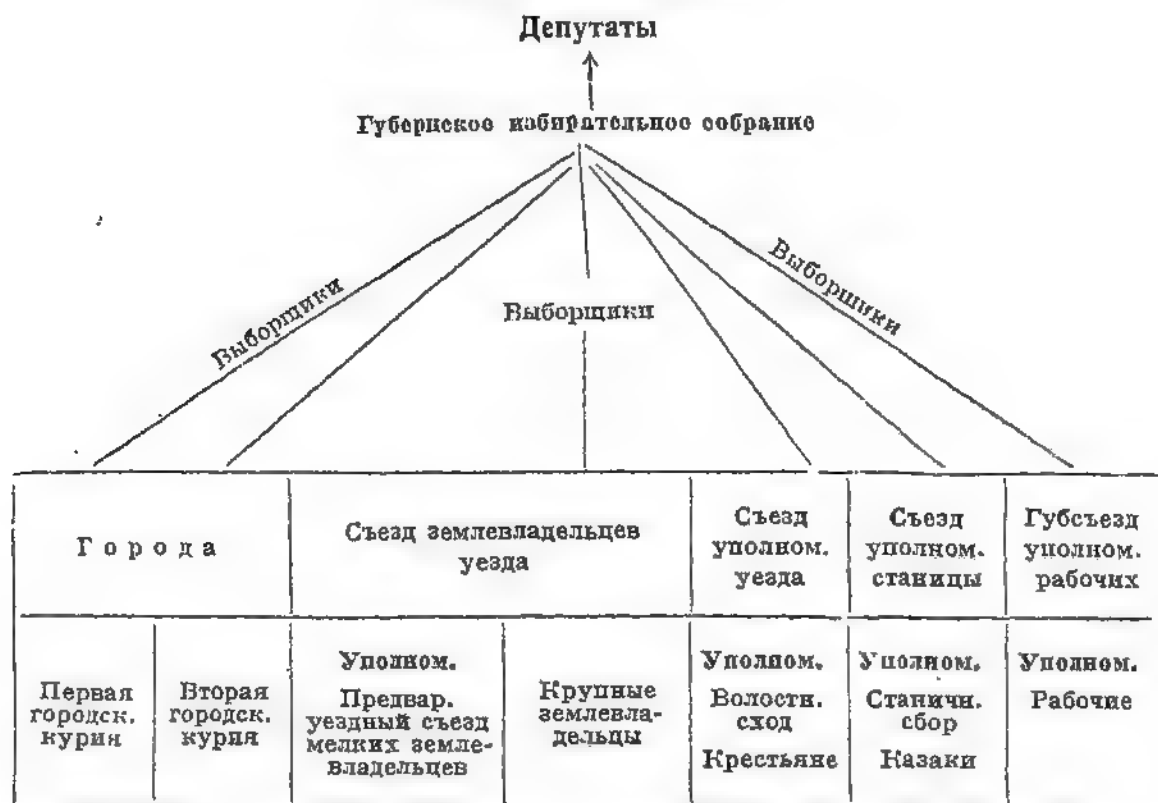 Депутаты
Губернское избирательное собрание
Выборщики
Выборщики
Выборщики
Города
Съезд землевладельцев
уезда
Съезд
уполном.
уезда
Съезд
уполном.
станицы
Губсъезд
уполном.
рабочих
Первая
городск.
курия
Вторая
городск.
курия
Уполном.
Предвар.
уездный съезд
мелких земле-
владельцев
Крупные
землевла-
дельцы
Уполном.
Волостн.
сход
Крестьяне
Уполном.
Станичн.
сбор
Казаки
Уполном.
Рабочие